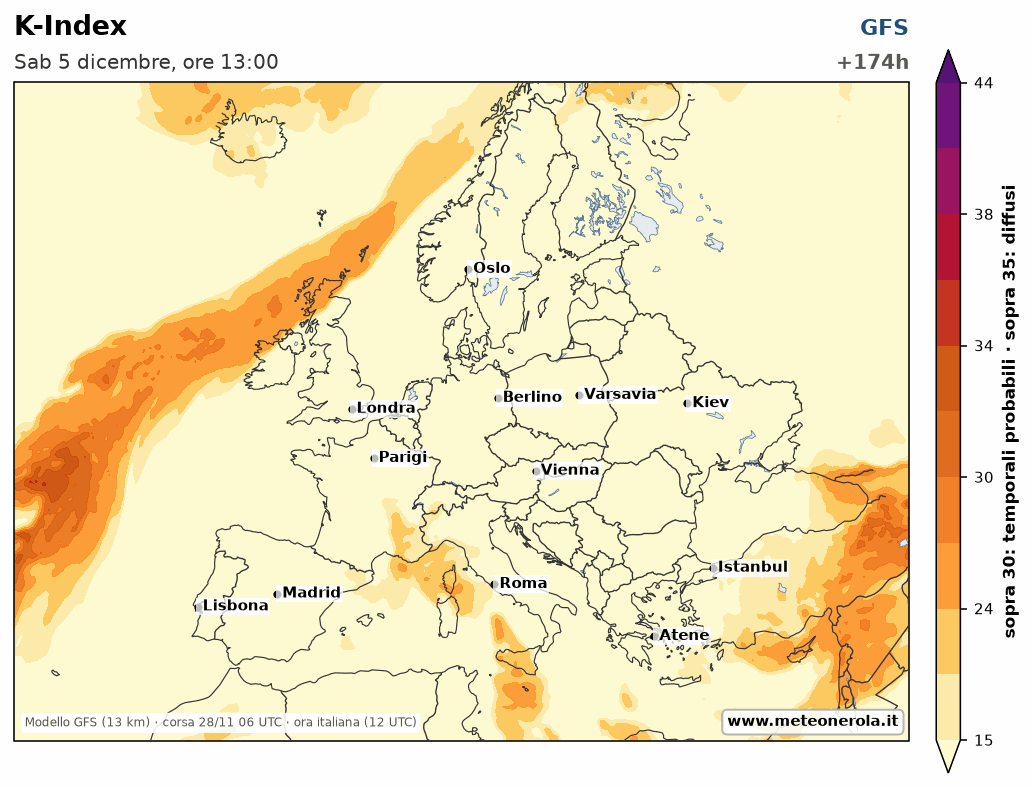 K-Index
GFS
Sab 5 dicembre, ore 13:00
+174h
Oslo
Berlino
Varsavia
Kiev
Londra
Parigi
Vienna
Istanbul
Roma
Madrid
Lisbona
Atene
Modello GFS (13 km) · corsa 28/11 06 UTC · ora italiana (12 UTC)
www.meteonerola.it
44
38
34
30
24
15
sopra 30: temporali probabili · sopra 35: diffusi